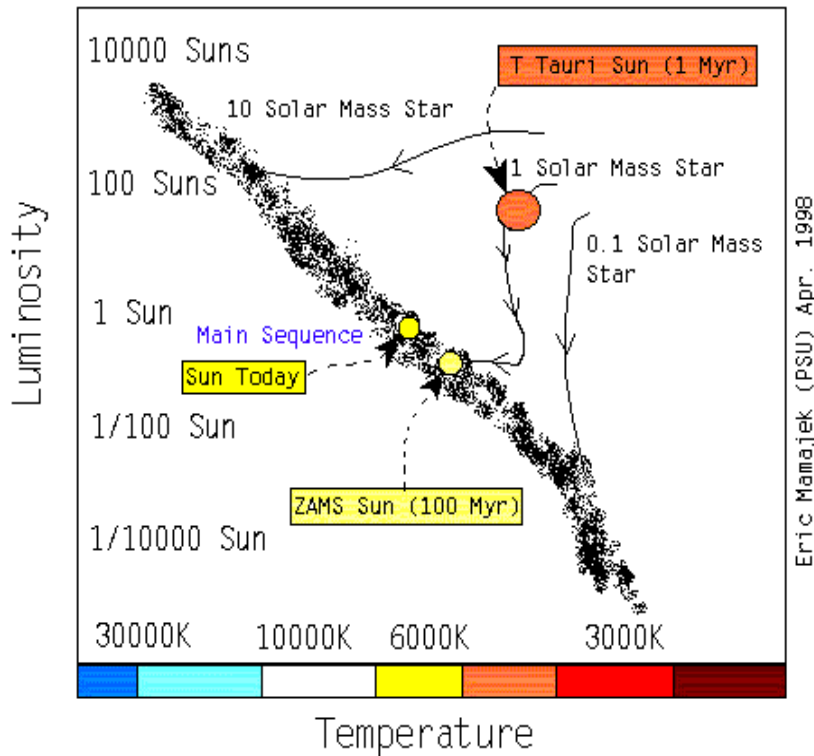 10000 Suns
T Tauri Sun (1 Myr)
10 Solar Mass Star
100 Suns
1 Solar Mass Star
0.1 Solar Mass
Star
1 Sun
Main Sequence
Sun Today
1/100 Sun
ZAMS Sun (100 Myr)
1/10000 Sun
30000K
10000K
6000K
3000K
Temperature
Luminosity
Eric Mamajek (PSU) Apr. 1998